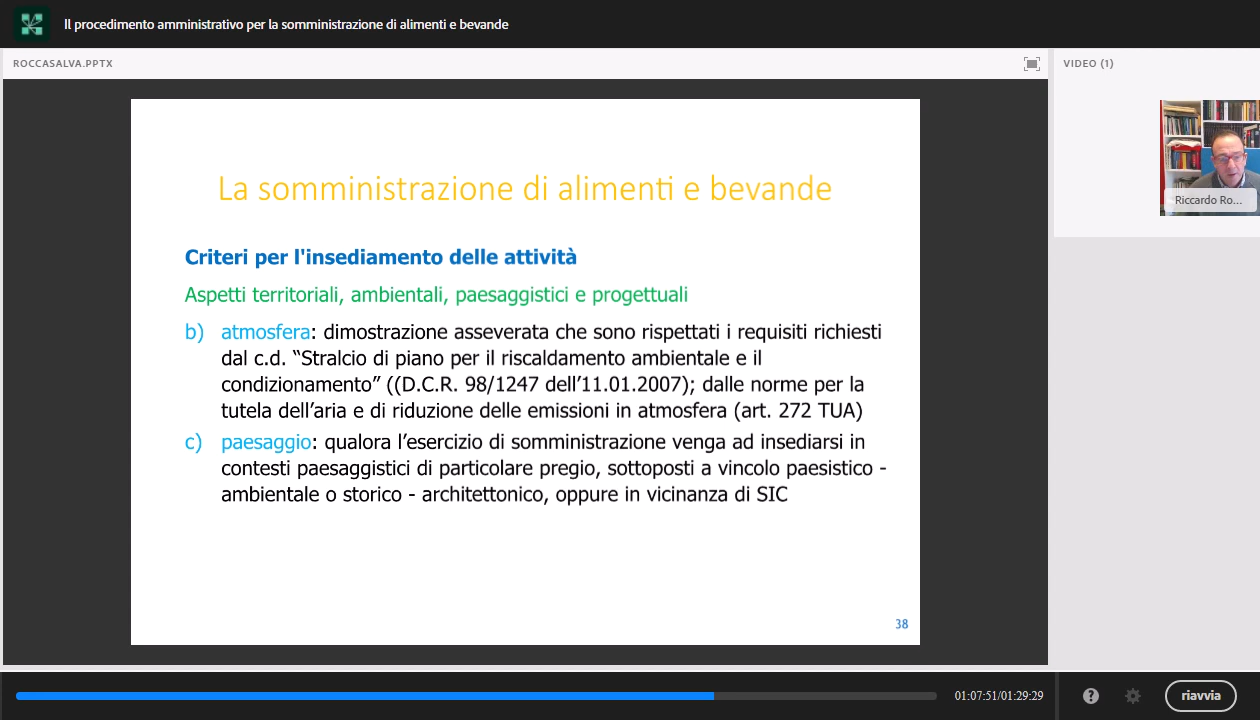 Il procedimento amministrativo per la somministrazione di alimenti e bevande
ROCCASALVA.PPTX
VIDEO (1)
La somministrazione di alimenti e bevande
Criteri per l'insediamento delle attività
Aspetti territoriali, ambientali, paesaggistici e progettuali
b) atmosfera: dimostrazione asseverata che sono rispettati i requisiti richiesti
dal c.d. “Stralcio di piano per il riscaldamento ambientale e il
condizionamento” ((D.C.R. 98/1247 dell’11.01.2007); dalle norme per la
tutela dell’aria e di riduzione delle emissioni in atmosfera (art. 272 TUA)
c) paesaggio: qualora l’esercizio di somministrazione venga ad insediarsi in
contesti paesaggistici di particolare pregio, sottoposti a vincolo paesistico -
ambientale o storico - architettonico, oppure in vicinanza di SIC
38
Riccardo Ro...
01:07:51/01:29:29
?
riavvia